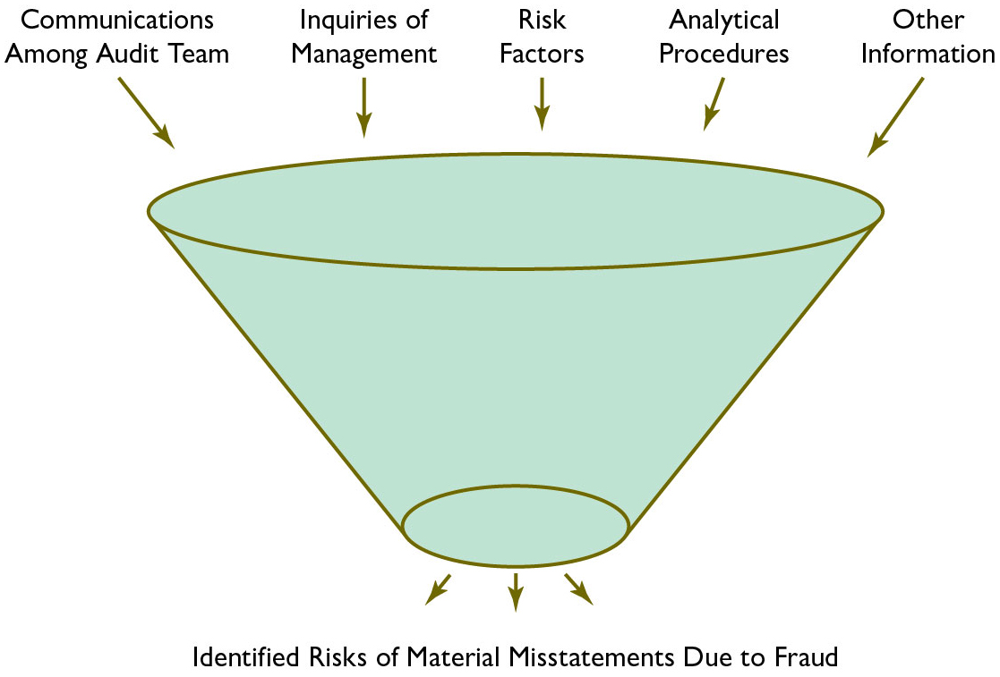 Communications
Among Audit Team
Inquiries of
Management
Risk
Factors
Analytical
Procedures
Other
Information
Identified Risks of Material Misstatements Due to Fraud